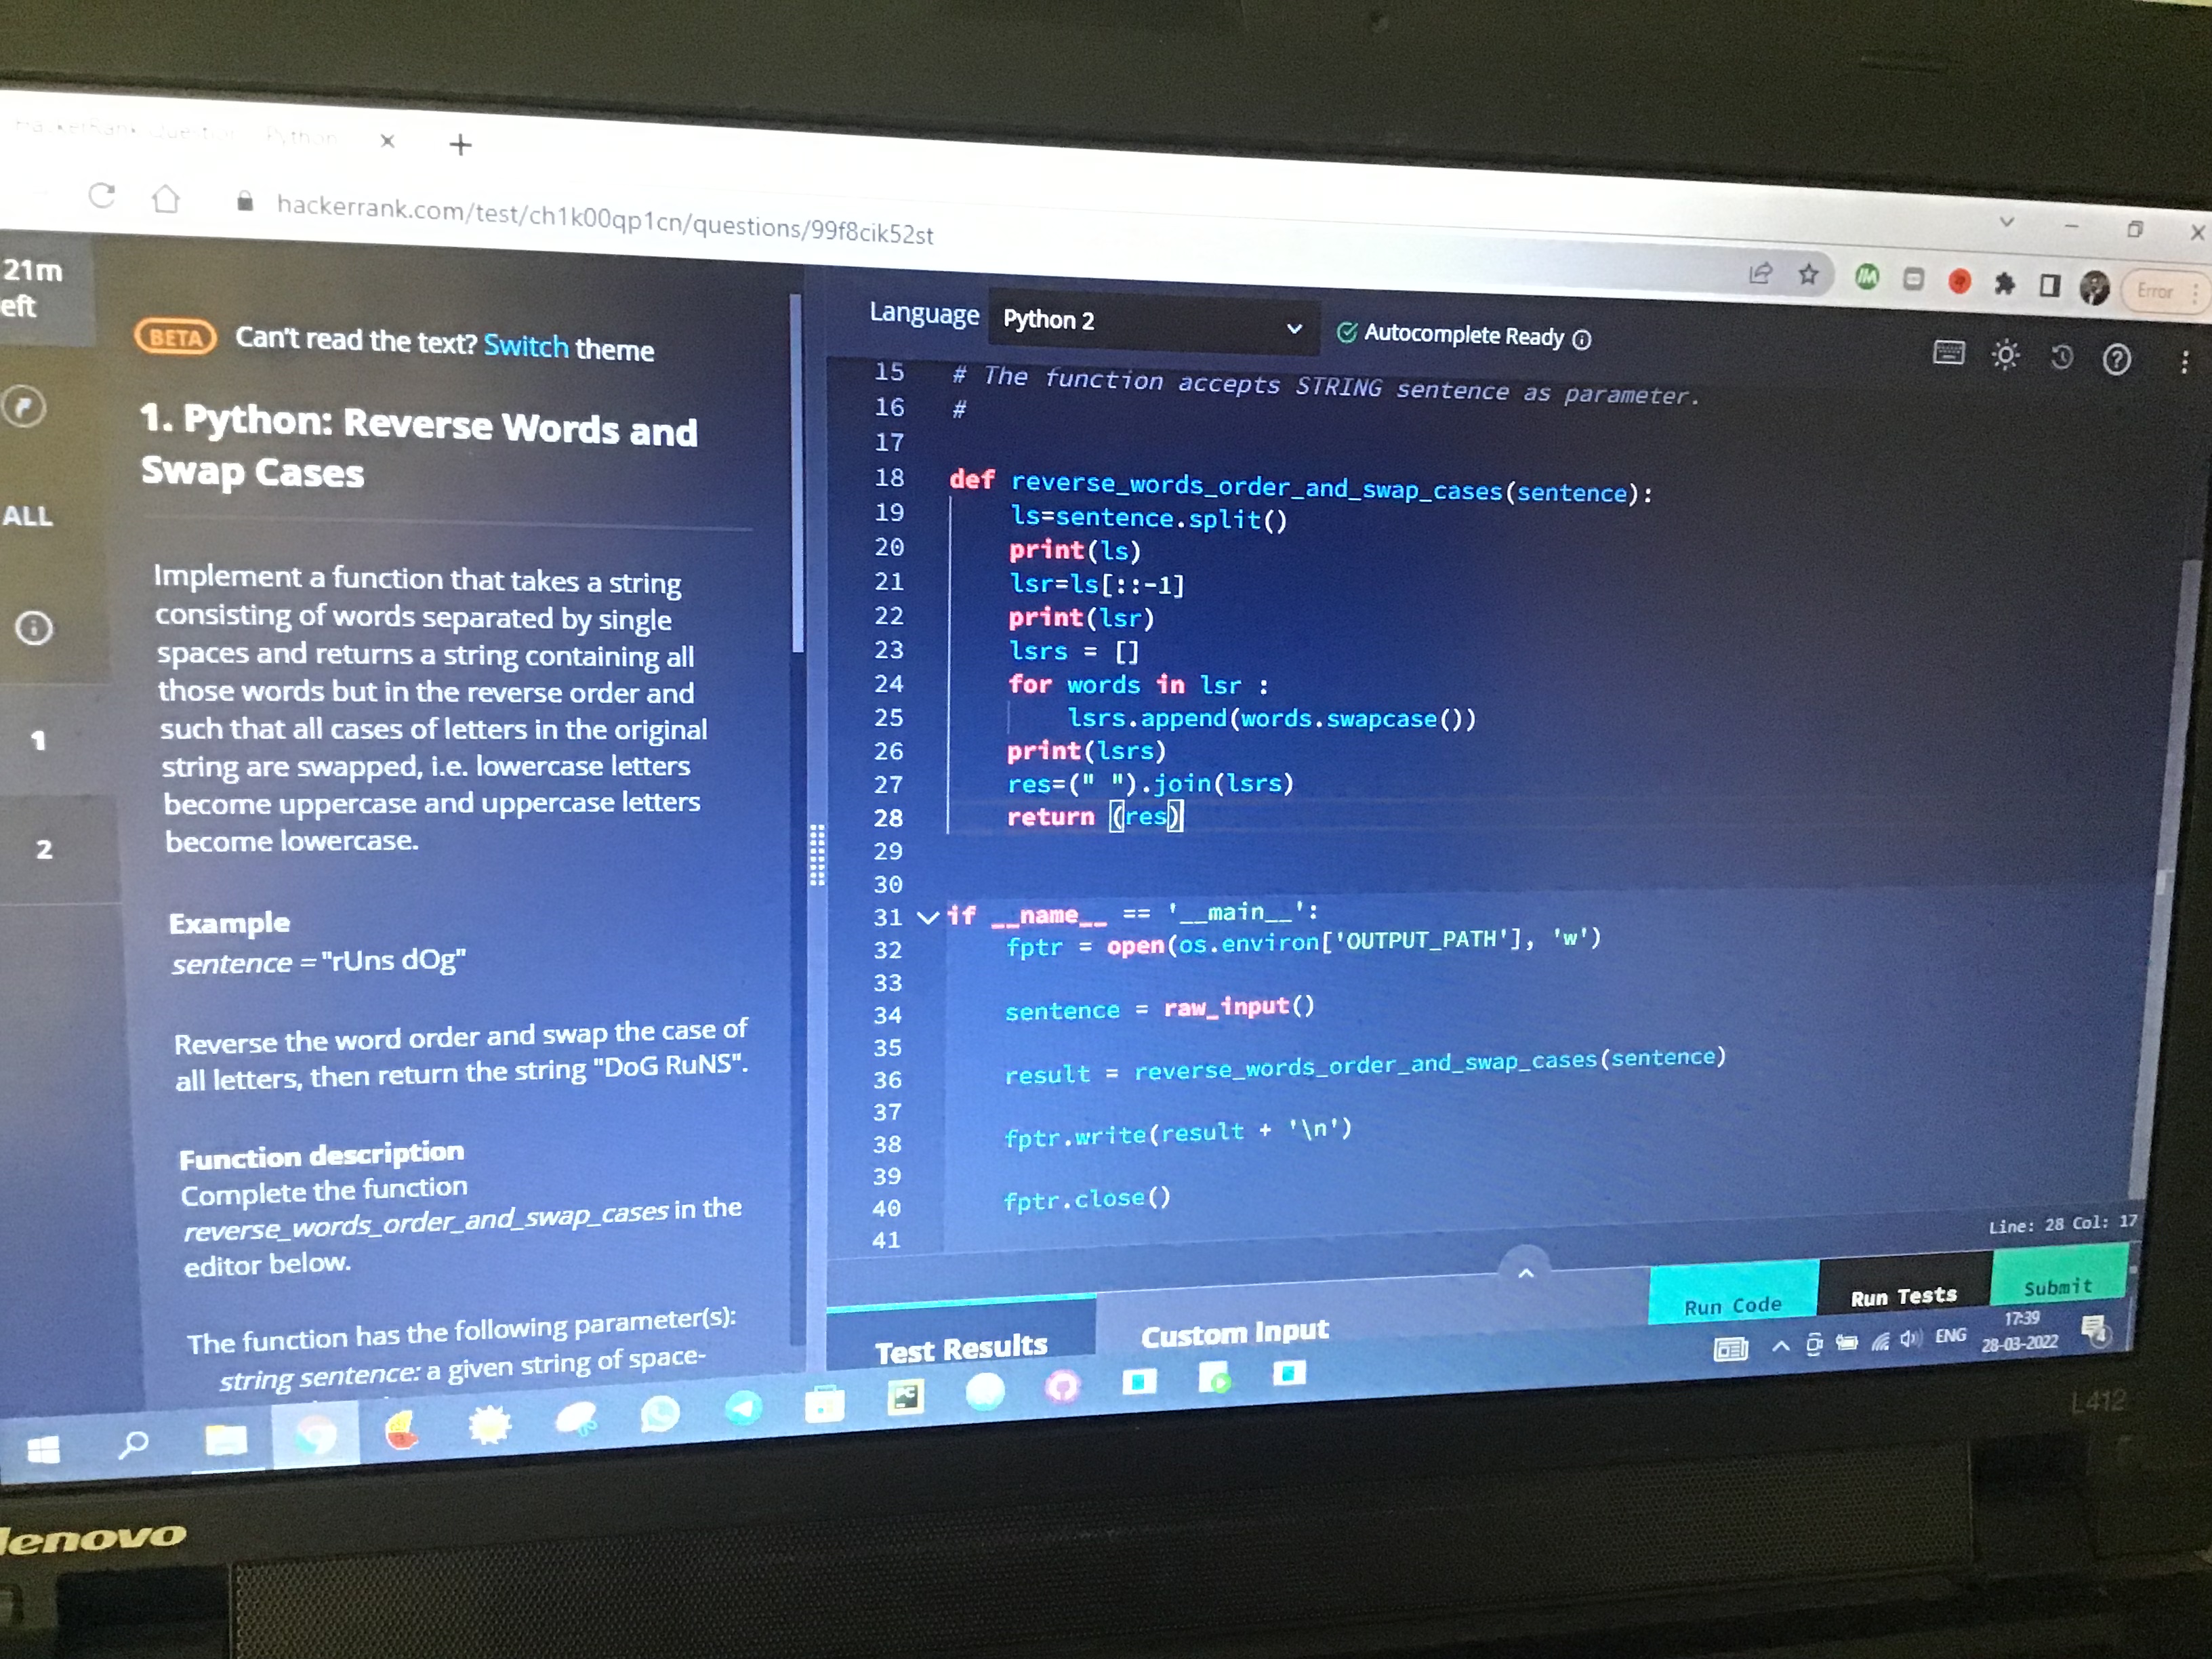 HackerRank Question Python
hackerrank.com/test/ch1k00qp1cn/questions/99f8cik52st
Error
21m
eft
ALL
1
2
BETA Can't read the text? Switch theme
1. Python: Reverse Words and
Swap Cases
Implement a function that takes a string
consisting of words separated by single
spaces and returns a string containing all
those words but in the reverse order and
such that all cases of letters in the original
string are swapped, i.e. lowercase letters
become uppercase and uppercase letters
become lowercase.
Example
sentence = "rUns dOg"
Reverse the word order and swap the case of
all letters, then return the string "DoG RuNS".
Function description
Complete the function
reverse_words_order_and_swap_cases in the
editor below.
The function has the following parameter(s):
string sentence: a given string of space-
Language Python 2 Autocomplete Ready
15 # The function accepts STRING sentence as parameter.
16 #
17
18 def reverse_words_order_and_swap_cases(sentence):
19 ls=sentence.split()
20 print(ls)
21 lsr=ls[::-1]
22 print(lsr)
23 lsrs = []
24 for words in lsr :
25 lsrs.append(words.swapcase())
26 print(lsrs)
27 res=(" ").join(lsrs)
28 return (res)
29
30
31 if __name__ == '__main__':
32 fptr = open(os.environ['OUTPUT_PATH'], 'w')
33
34 sentence = raw_input()
35
36 result = reverse_words_order_and_swap_cases(sentence)
37
38 fptr.write(result + '\n')
39
40 fptr.close()
41
Line: 28 Col: 17
Test Results Custom Input Run Code Run Tests Submit
PC
ENG
17:39
28-03-2022
4
L412
lenovo